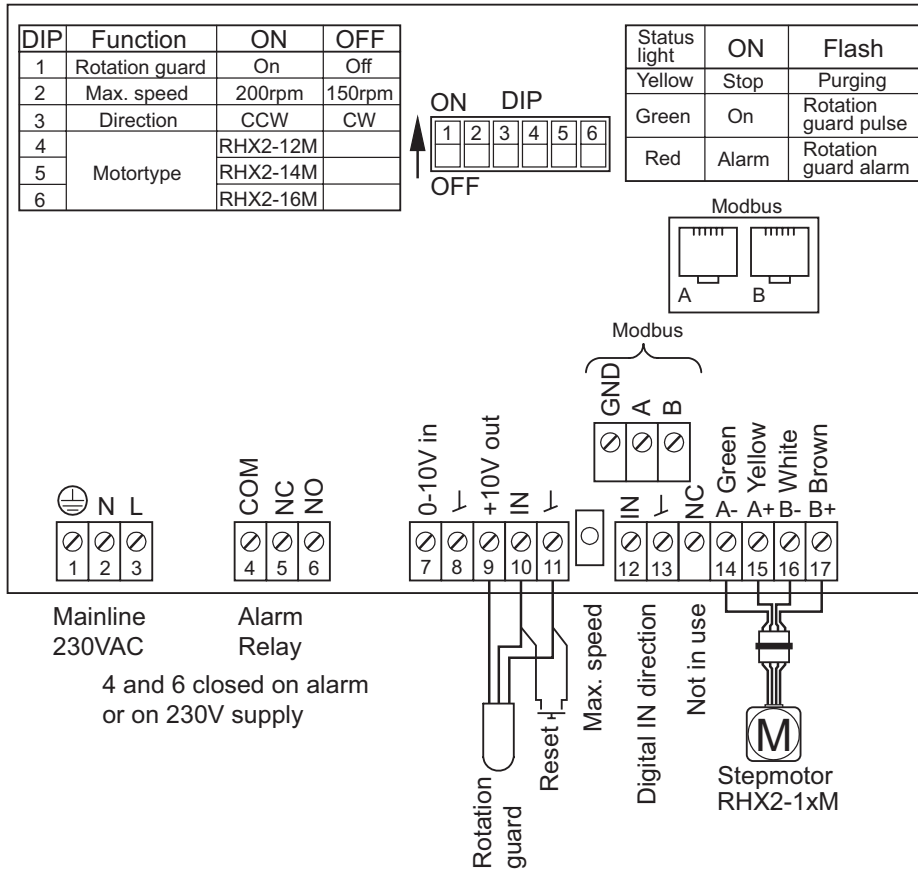 DIP Function ON OFF
1 Rotation guard On Off
2 Max. speed 200rpm 150rpm
3 Direction CCW CW
4 RHX2-12M
5 Motortype RHX2-14M
6 RHX2-16M
ON DIP
1 2 3 4 5 6
OFF
Status light ON Flash
Yellow Stop Purging
Green On Rotation guard pulse
Red Alarm Rotation guard alarm
Modbus
A B
Modbus
GND
A
B
N L
1 2 3
Mainline
230VAC
COM
NC
NO
4 5 6
Alarm
Relay
4 and 6 closed on alarm
or on 230V supply
0-10V in
+10V out
IN
7 8 9 10 11
Rotation
guard
Reset
Max. speed
IN
NC
12 13
Digital IN direction
Not in use
Green
Yellow
White
Brown
A- A+ B- B+
14 15 16 17
M
Stepmotor
RHX2-1xM